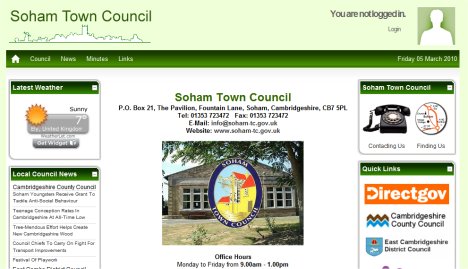 Soham Town Council
You are not logged in.
Login
Council News Minutes Links
Friday 05 March 2010
Latest Weather
Sunny
7°
By, United Kingdom
Get Widget
Local Council News
Cambridgeshire County Council
Soham Youngsters Receive Grant To
Tackle Anti-Social Behaviour
Teenage Conception Rates In
Cambridgeshire At All-Time Low
Tree-Mendous Effort Helps Create
New Cambridgeshire Wood
Council Chiefs To Carry On Fight For
Transport Improvements
Festival Of Playwork
Soham Town Council
P.O. Box 21, The Pavilion, Fountain Lane, Soham, Cambridgeshire, CB7 5PL
Tel: 01353 723472 Fax: 01353 723472
E-Mail: info@soham-tc.gov.uk
Website: www.soham-tc.gov.uk
SOHAM
TOWN COUNCIL
Office Hours
Monday to Friday from 9.00am - 1.00pm
Soham Town Council
Contacting Us
Finding Us
Quick Links
Directgov
Cambridgeshire
County Council
East Cambridgeshire
District Council